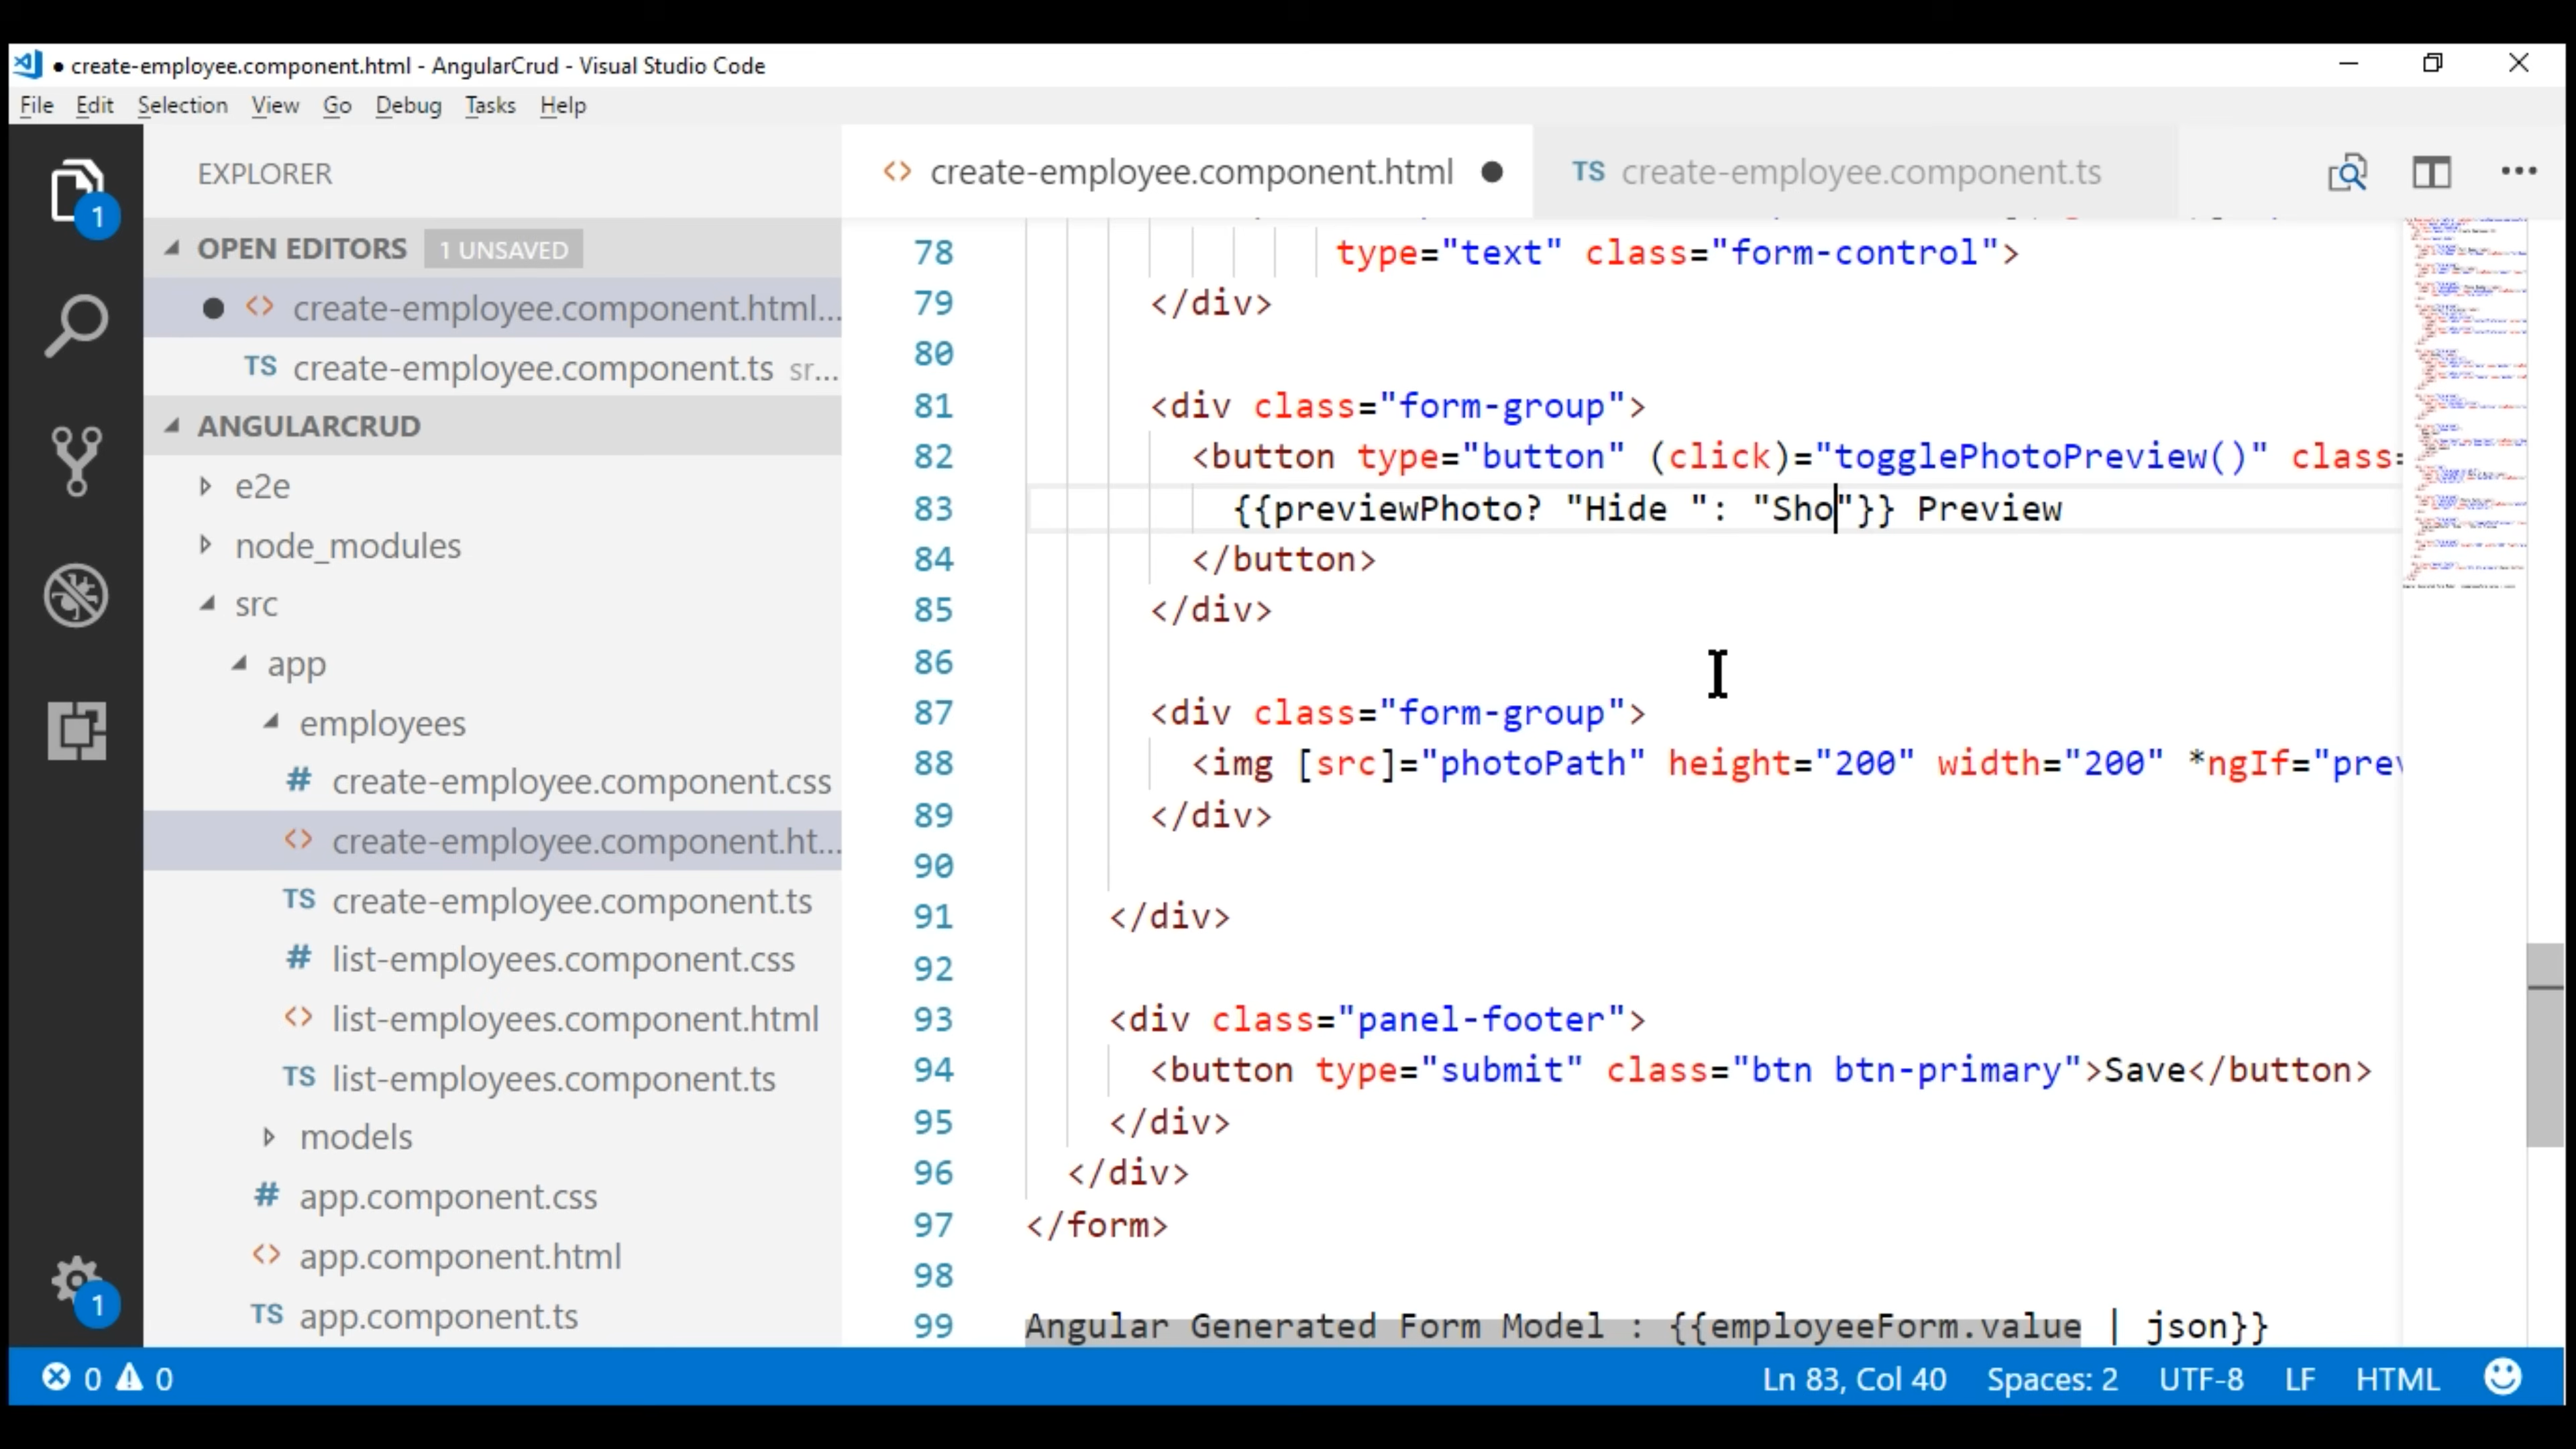 ● create-employee.component.html - AngularCrud - Visual Studio Code
File Edit Selection View Go Debug Tasks Help
EXPLORER
OPEN EDITORS 1 UNSAVED
create-employee.component.html...
TS create-employee.component.ts sr...
ANGULARCRUD
e2e
node_modules
src
app
employees
# create-employee.component.css
<> create-employee.component.ht...
TS create-employee.component.ts
# list-employees.component.css
<> list-employees.component.html
TS list-employees.component.ts
models
# app.component.css
<> app.component.html
TS app.component.ts
1
1
<> create-employee.component.html ●
TS create-employee.component.ts
78 type="text" class="form-control">
79 </div>
80
81 <div class="form-group">
82 <button type="button" (click)="togglePhotoPreview()" class=
83 {{previewPhoto? "Hide ": "Sho"}} Preview
84 </button>
85 </div>
86
87 <div class="form-group">
88 <img [src]="photoPath" height="200" width="200" *ngIf="prev
89 </div>
90
91 </div>
92
93 <div class="panel-footer">
94 <button type="submit" class="btn btn-primary">Save</button>
95 </div>
96 </div>
97 </form>
98
99 Angular Generated Form Model : {{employeeForm.value | json}}
0 0 Ln 83, Col 40 Spaces: 2 UTF-8 LF HTML